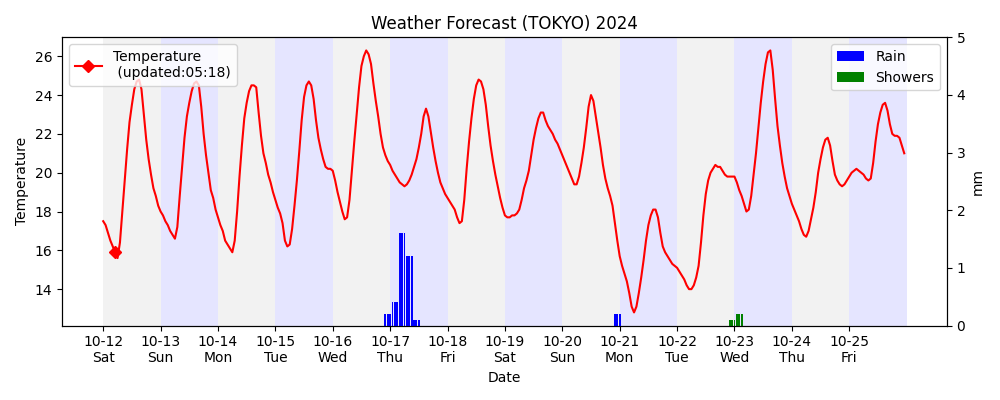 Weather Forecast (TOKYO) 2024
Temperature
(updated:05:18)
Rain
Showers
Temperature
26
24
22
20
18
16
14
5
4
3
2
1
0
mm
10-12 10-13 10-14 10-15 10-16 10-17 10-18 10-19 10-20 10-21 10-22 10-23 10-24 10-25
Sat Sun Mon Tue Wed Thu Fri Sat Sun Mon Tue Wed Thu Fri
Date